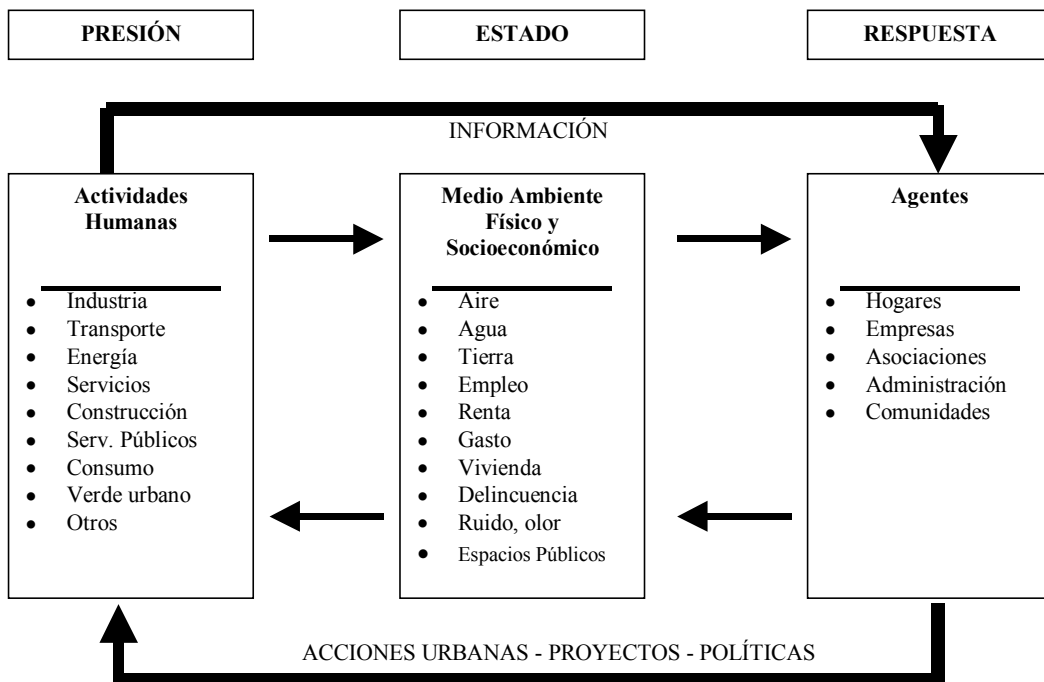 PRESIÓN
ESTADO
RESPUESTA
INFORMACIÓN
Actividades
Humanas
• Industria
• Transporte
• Energía
• Servicios
• Construcción
• Serv. Públicos
• Consumo
• Verde urbano
• Otros
Medio Ambiente
Físico y
Socioeconómico
• Aire
• Agua
• Tierra
• Empleo
• Renta
• Gasto
• Vivienda
• Delincuencia
• Ruido, olor
• Espacios Públicos
Agentes
• Hogares
• Empresas
• Asociaciones
• Administración
• Comunidades
ACCIONES URBANAS - PROYECTOS - POLÍTICAS